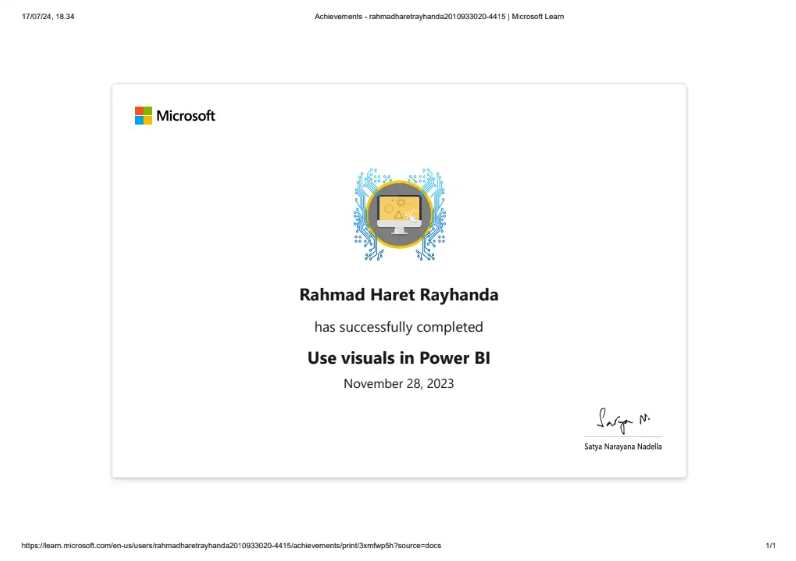 17/07/24, 18.34
Achievements - rahmadharetrayhanda2010933020-4415 | Microsoft Learn
Microsoft
Rahmad Haret Rayhanda
has successfully completed
Use visuals in Power BI
November 28, 2023
Satya N.
Satya Narayana Nadella
https://learn.microsoft.com/en-us/users/rahmadharetrayhanda2010933020-4415/achievements/print/3xmfwp5h?source=docs
1/1